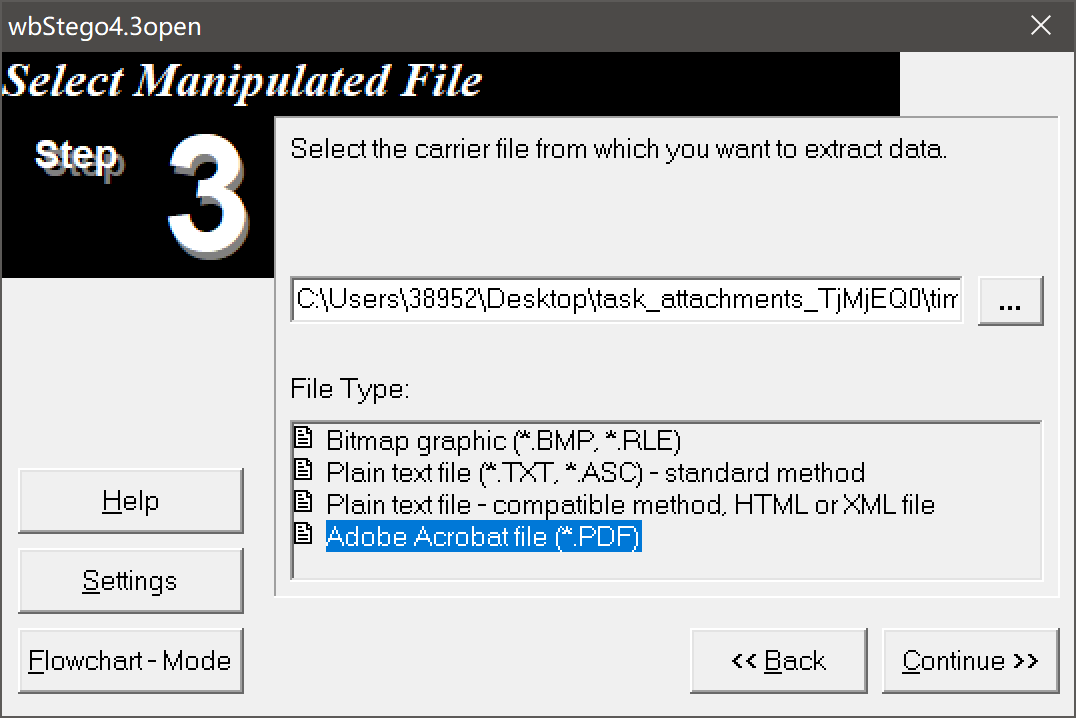 wbStego4.3open
Select Manipulated File
Step 3
Select the carrier file from which you want to extract data.
C:\Users\38952\Desktop\task_attachments_TjMjEQ0\tim
...
File Type:
Bitmap graphic (*.BMP, *.RLE)
Plain text file (*.TXT, *.ASC) - standard method
Plain text file - compatible method, HTML or XML file
Adobe Acrobat file (*.PDF)
Help
Settings
Flowchart - Mode
<< Back
Continue >>